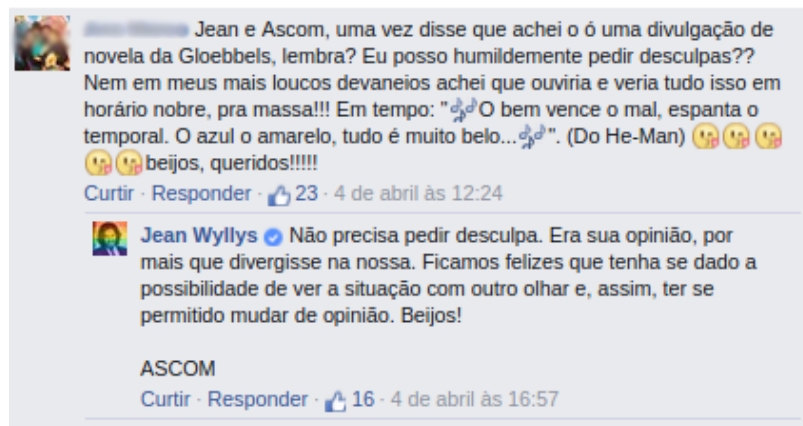 Jean e Ascom, uma vez disse que achei o ó uma divulgação de
novela da Gloebbels, lembra? Eu posso humildemente pedir desculpas??
Nem em meus mais loucos devaneios achei que ouviria e veria tudo isso em
horário nobre, pra massa!!! Em tempo: "🎶O bem vence o mal, espanta o
temporal. O azul o amarelo, tudo é muito belo...🎶". (Do He-Man) 😘😘😘
😘😘beijos, queridos!!!!!
Curtir · Responder · 23 · 4 de abril às 12:24
Jean Wyllys Não precisa pedir desculpa. Era sua opinião, por
mais que divergisse na nossa. Ficamos felizes que tenha se dado a
possibilidade de ver a situação com outro olhar e, assim, ter se
permitido mudar de opinião. Beijos!
ASCOM
Curtir · Responder · 16 · 4 de abril às 16:57